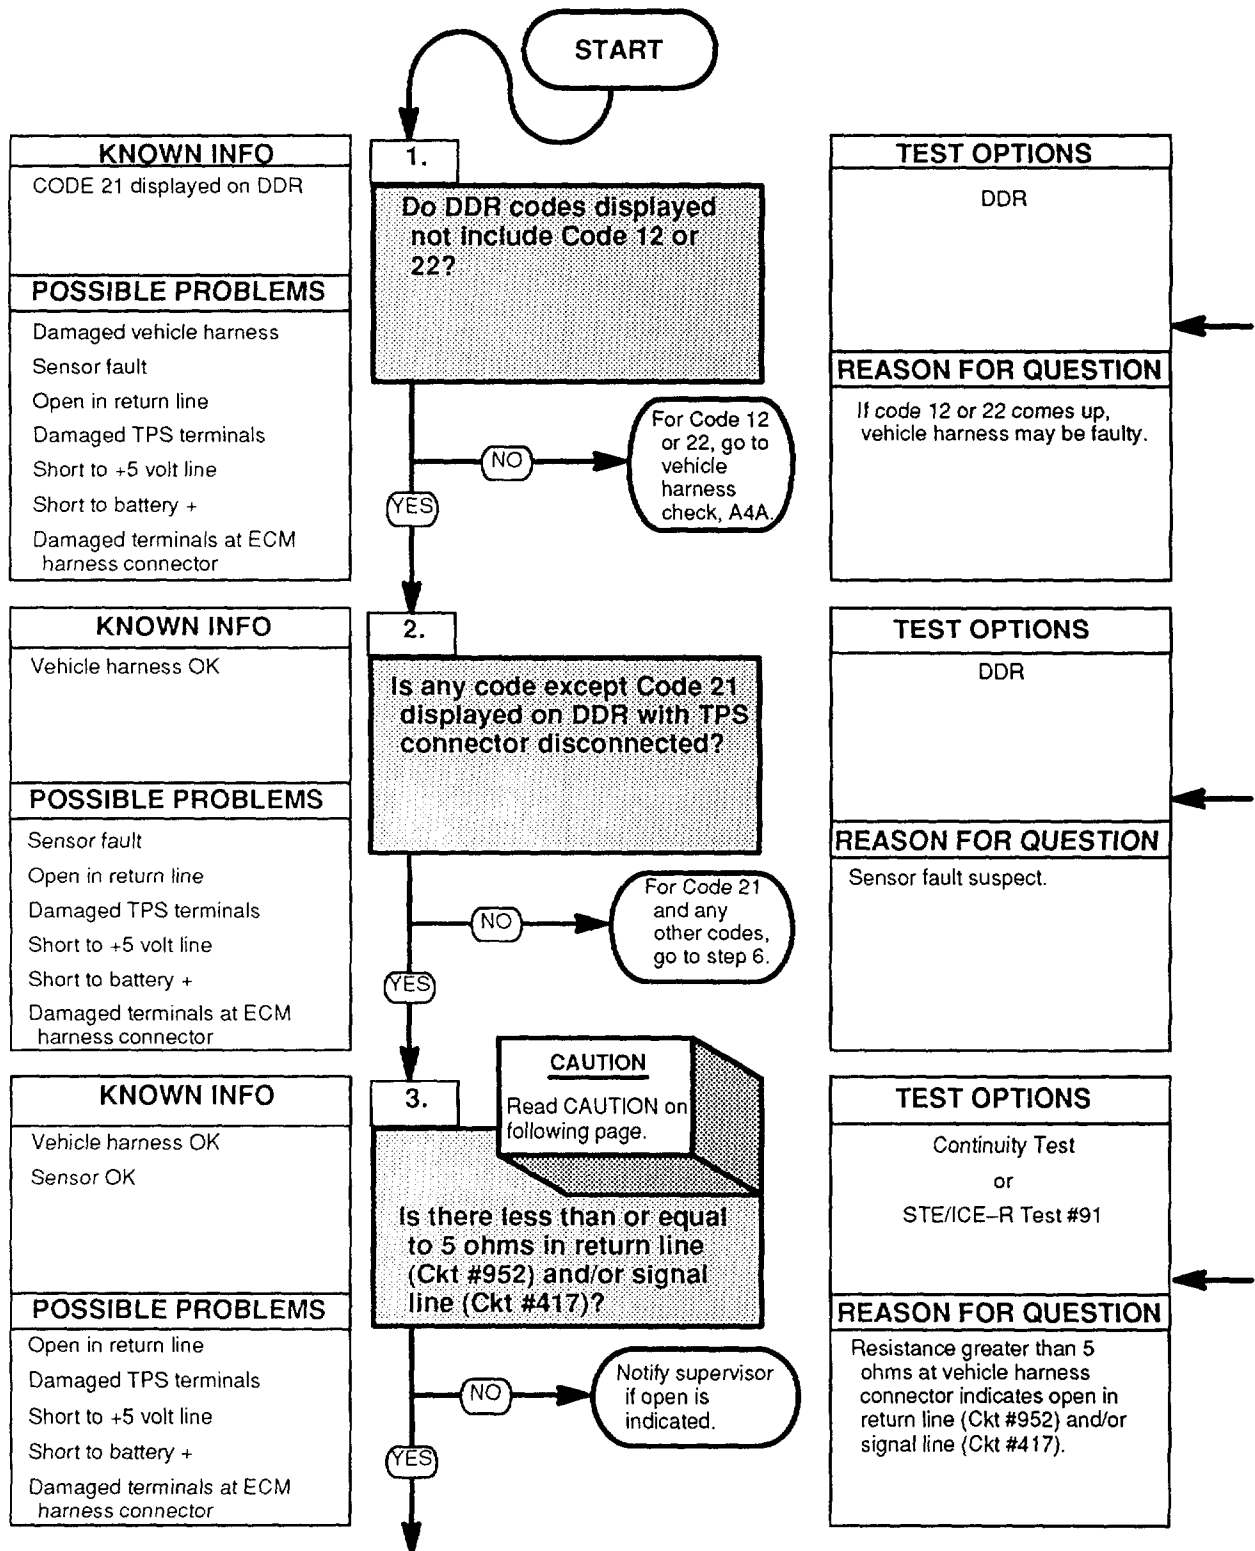 START
KNOWN INFO
CODE 21 displayed on DDR
POSSIBLE PROBLEMS
Damaged vehicle harness
Sensor fault
Open in return line
Damaged TPS terminals
Short to +5 volt line
Short to battery +
Damaged terminals at ECM
harness connector
1.
Do DDR codes displayed
not include Code 12 or
22?
NO
For Code 12
or 22, go to
vehicle
harness
check, A4A.
YES
TEST OPTIONS
DDR
REASON FOR QUESTION
If code 12 or 22 comes up,
vehicle harness may be faulty.
KNOWN INFO
Vehicle harness OK
POSSIBLE PROBLEMS
Sensor fault
Open in return line
Damaged TPS terminals
Short to +5 volt line
Short to battery +
Damaged terminals at ECM
harness connector
2.
Is any code except Code 21
displayed on DDR with TPS
connector disconnected?
NO
For Code 21
and any
other codes,
go to step 6.
YES
TEST OPTIONS
DDR
REASON FOR QUESTION
Sensor fault suspect.
KNOWN INFO
Vehicle harness OK
Sensor OK
POSSIBLE PROBLEMS
Open in return line
Damaged TPS terminals
Short to +5 volt line
Short to battery +
Damaged terminals at ECM
harness connector
3.
CAUTION
Read CAUTION on
following page.
Is there less than or equal
to 5 ohms in return line
(Ckt #952) and/or signal
line (Ckt #417)?
NO
Notify supervisor
if open is
indicated.
YES
TEST OPTIONS
Continuity Test
or
STE/ICE–R Test #91
REASON FOR QUESTION
Resistance greater than 5
ohms at vehicle harness
connector indicates open in
return line (Ckt #952) and/or
signal line (Ckt #417).